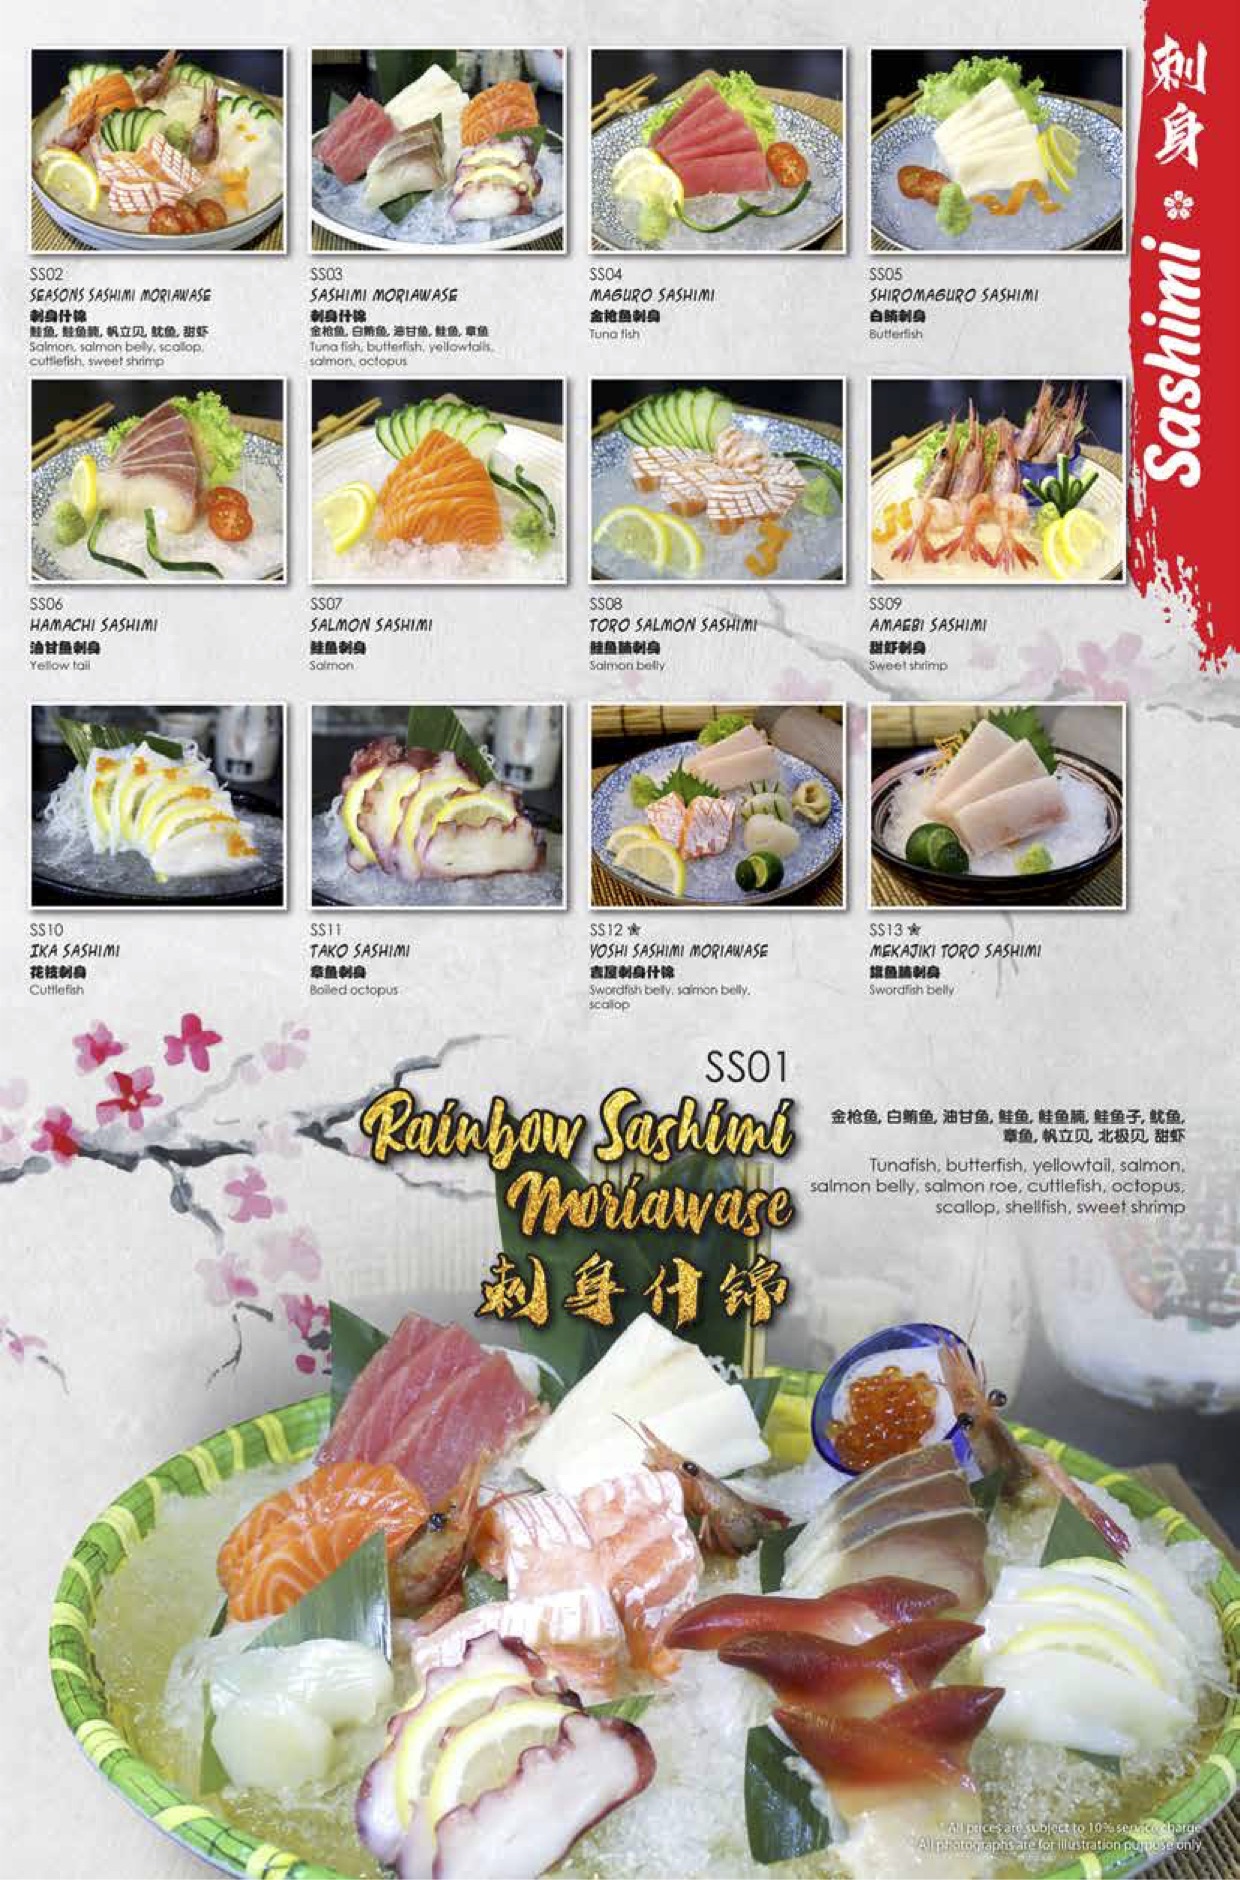 刺身
Sashimi
SS02
SEASONS SASHIMI MORIAWASE
刺身什锦
鲑鱼, 鲑鱼腩, 帆立贝, 鱿鱼, 甜虾
Salmon, salmon belly, scallop,
cuttlefish, sweet shrimp
SS03
SASHIMI MORIAWASE
刺身什锦
金枪鱼, 白鲔鱼, 油甘鱼, 鲑鱼, 章鱼
Tuna fish, butterfish, yellowtails,
salmon, octopus
SS04
MAGURO SASHIMI
金枪鱼刺身
Tuna fish
SS05
SHIROMAGURO SASHIMI
白鲔刺身
Butterfish
SS06
HAMACHI SASHIMI
油甘鱼刺身
Yellow tail
SS07
SALMON SASHIMI
鲑鱼刺身
Salmon
SS08
TORO SALMON SASHIMI
鲑鱼腩刺身
Salmon belly
SS09
AMAEBI SASHIMI
甜虾刺身
Sweet shrimp
SS10
IKA SASHIMI
花枝刺身
Cuttlefish
SS11
TAKO SASHIMI
章鱼刺身
Boiled octopus
SS12
YOSHI SASHIMI MORIAWASE
吉屋刺身什锦
Swordfish belly, salmon belly,
scallop
SS13
MEKAJIKI TORO SASHIMI
旗鱼腩刺身
Swordfish belly
SS01
Rainbow Sashimi
Moriawase
刺身什锦
金枪鱼, 白鲔鱼, 油甘鱼, 鲑鱼, 鲑鱼腩, 鲑鱼子, 鱿鱼,
章鱼, 帆立贝, 北极贝, 甜虾
Tunafish, butterfish, yellowtail, salmon,
salmon belly, salmon roe, cuttlefish, octopus,
scallop, shellfish, sweet shrimp
* All prices are subject to 10% service charge.
* All photographs are for illustration purpose only.